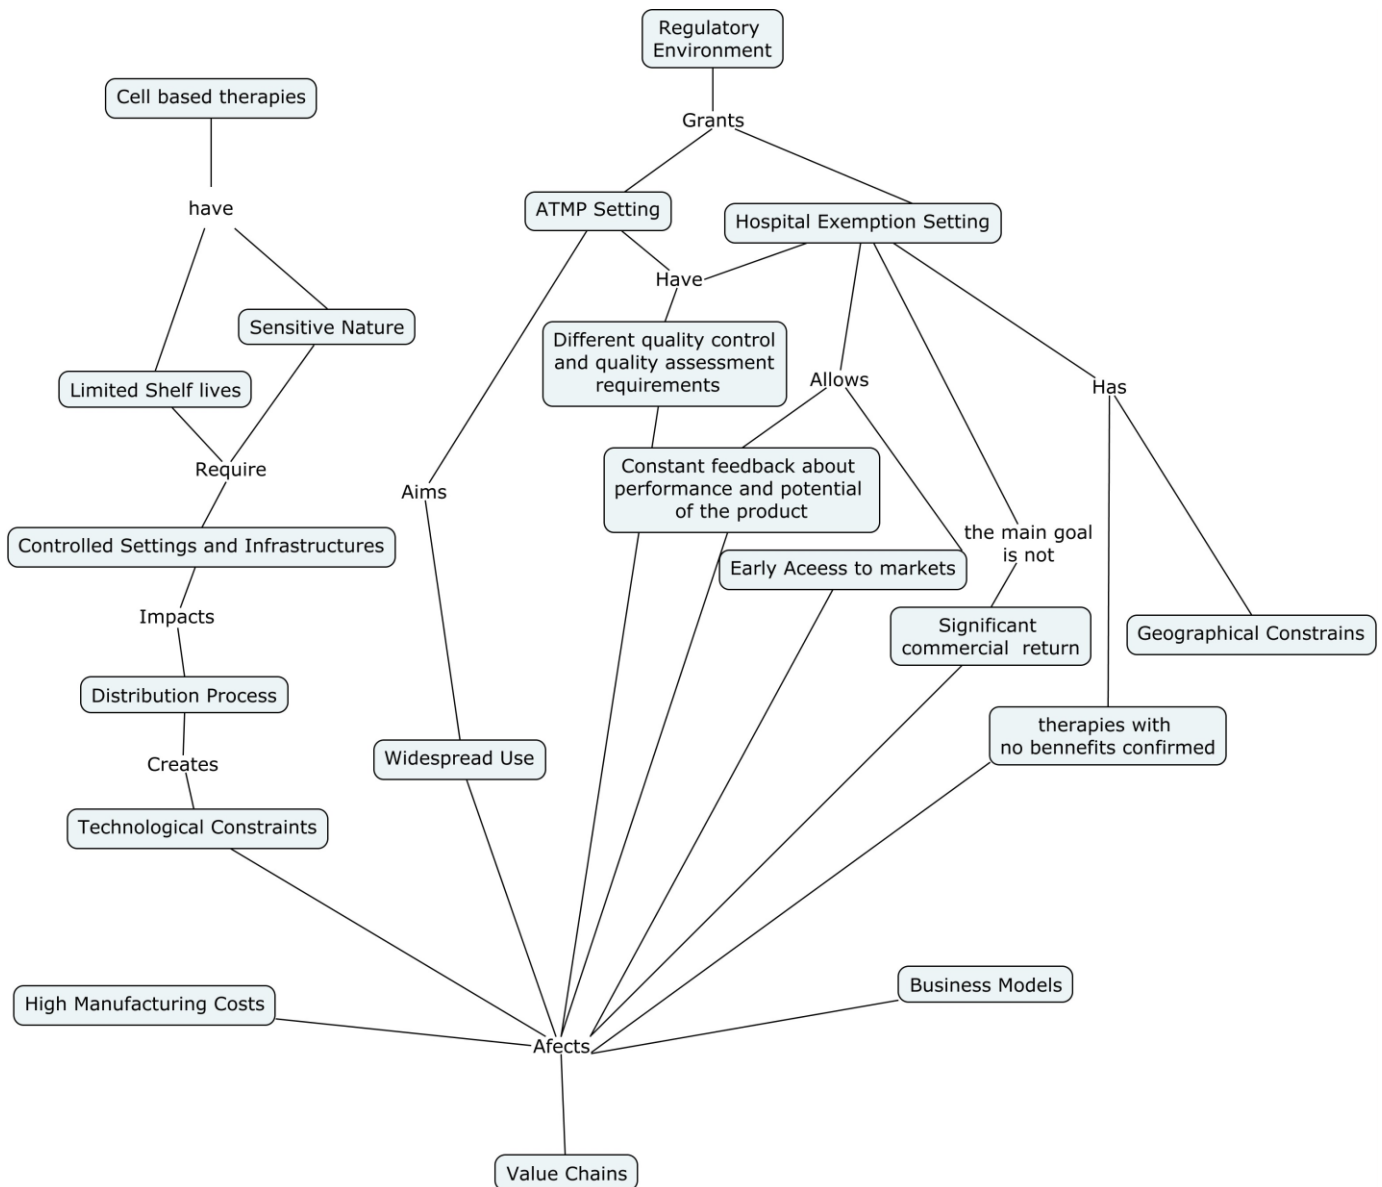 Regulatory
Environment
Cell based therapies
Grants
have
ATMP Setting
Hospital Exemption Setting
Have
Sensitive Nature
Different quality control
and quality assessment
requirements
Limited Shelf lives
Allows
Has
Require
Constant feedback about
performance and potential
of the product
Aims
the main goal
is not
Controlled Settings and Infrastructures
Early Aceess to markets
Impacts
Significant
commercial return
Geographical Constrains
Distribution Process
therapies with
no bennefits confirmed
Creates
Widespread Use
Technological Constraints
High Manufacturing Costs
Business Models
Afects
Value Chains